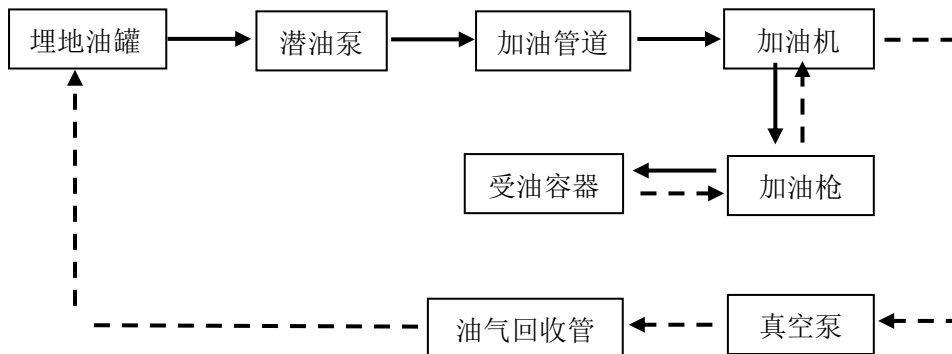 埋地油罐
潜油泵
加油管道
加油机
受油容器
加油枪
油气回收管
真空泵